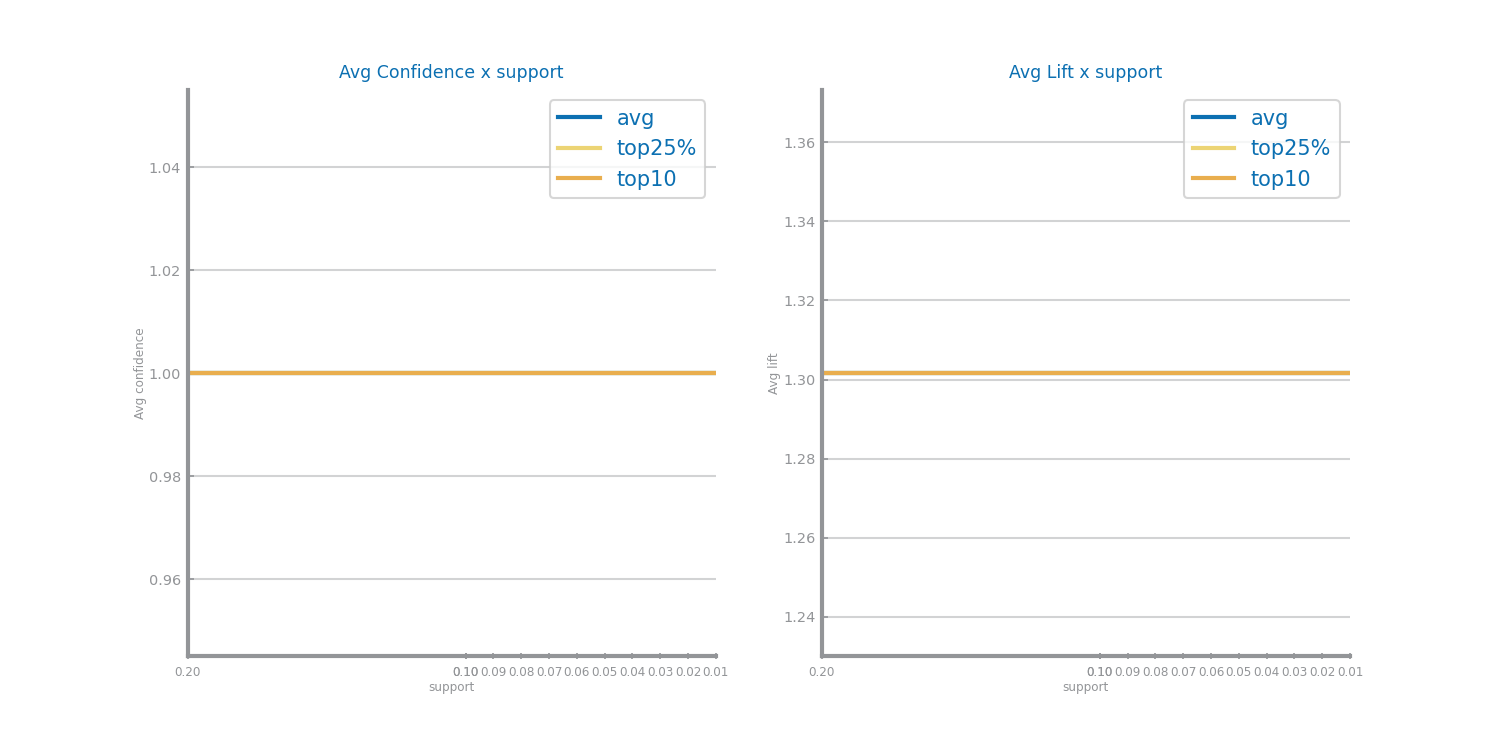 Avg Confidence x support
avg
top25%
top10
1.04
1.02
1.00
0.98
0.96
Avg confidence
0.20 0.10 0.09 0.08 0.07 0.06 0.05 0.04 0.03 0.02 0.01
support
Avg Lift x support
avg
top25%
top10
1.36
1.34
1.32
1.30
1.28
1.26
1.24
Avg lift
0.20 0.10 0.09 0.08 0.07 0.06 0.05 0.04 0.03 0.02 0.01
support